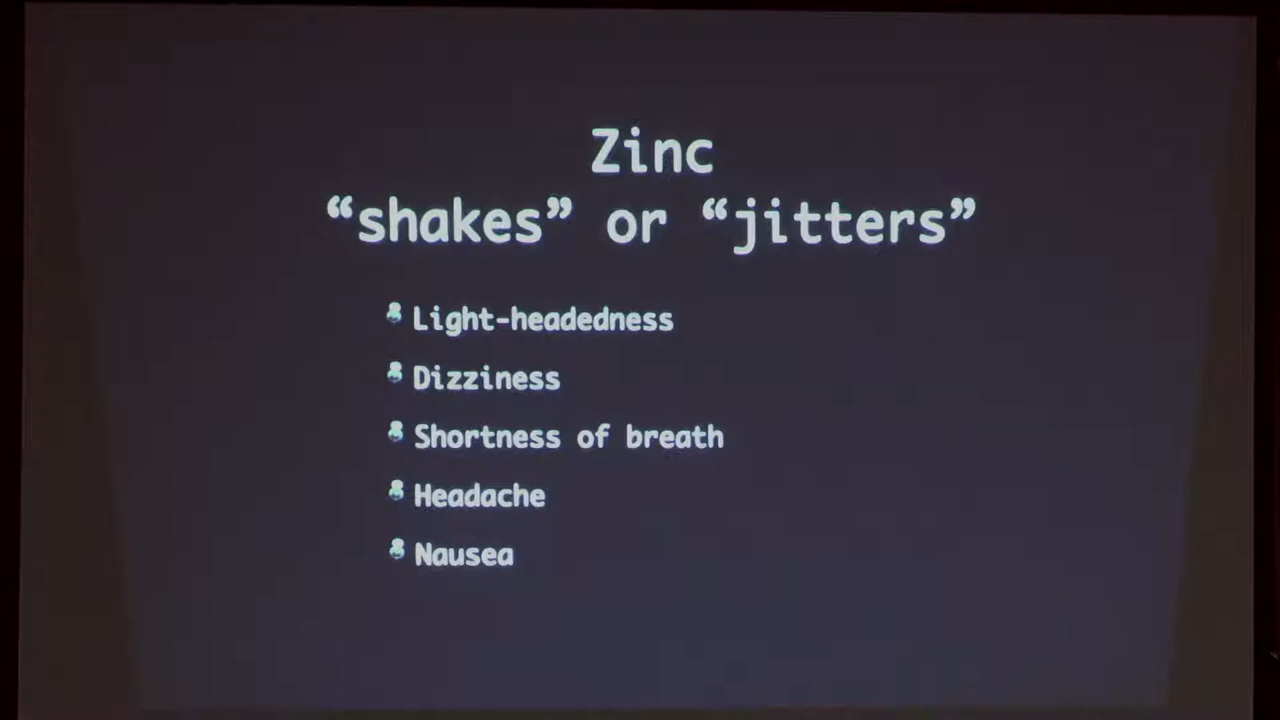 Zinc
“shakes” or “jitters”
Light-headedness
Dizziness
Shortness of breath
Headache
Nausea